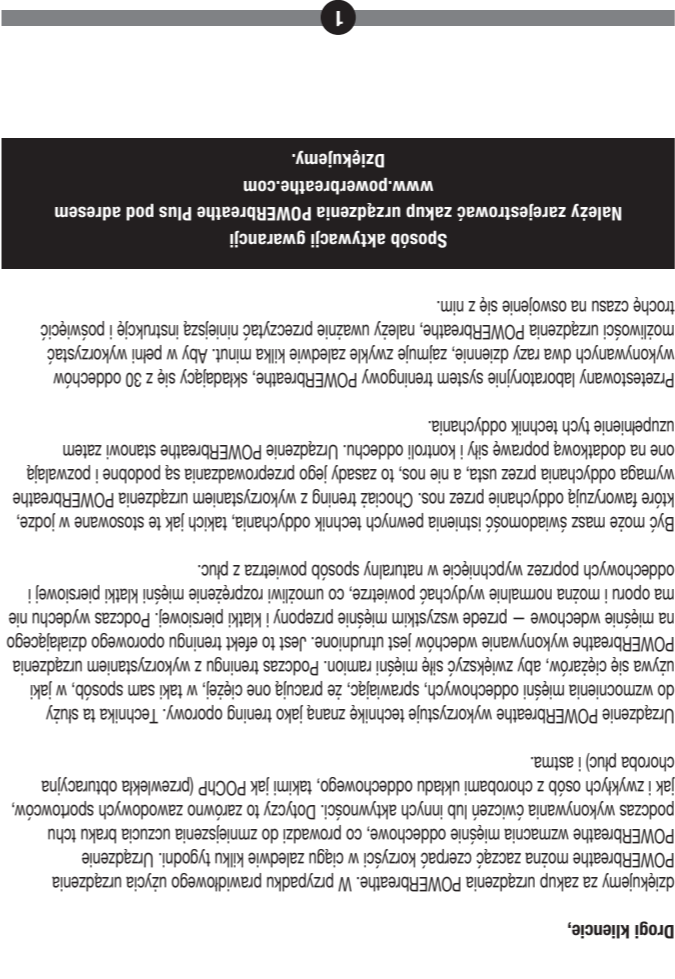 Drogi kliencie,
dziękujemy za zakup urządzenia POWERbreathe. W przypadku prawidłowego użycia urządzenia
POWERbreathe można zacząć czerpać korzyści w ciągu zaledwie kilku tygodni. Urządzenie
POWERbreathe wzmacnia mięśnie oddechowe, co prowadzi do zmniejszenia uczucia braku tchu
podczas wykonywania ćwiczeń lub innych aktywności. Dotyczy to zarówno zawodowych sportowców,
jak i zwykłych osób z chorobami układu oddechowego, takimi jak POChP (przewlekła obturacyjna
choroba płuc) i astma.
Urządzenie POWERbreathe wykorzystuje technikę znaną jako trening oporowy. Technika ta służy
do wzmocnienia mięśni oddechowych, sprawiając, że pracują one ciężej, w taki sam sposób, w jaki
używa się ciężarów, aby zwiększyć siłę mięśni ramion. Podczas treningu z wykorzystaniem urządzenia
POWERbreathe wykonywanie wdechów jest utrudnione. Jest to efekt treningu oporowego działającego
na mięśnie wdechowe – przede wszystkim mięśnie przepony i klatki piersiowej. Podczas wydechu nie
ma oporu i można normalnie wydychać powietrze, co umożliwi rozprężenie mięśni klatki piersiowej i
oddechowych poprzez wypchnięcie w naturalny sposób powietrza z płuc.
Być może masz świadomość istnienia pewnych technik oddychania, takich jak te stosowane w jodze,
które faworyzują oddychanie przez nos. Chociaż trening z wykorzystaniem urządzenia POWERbreathe
wymaga oddychania przez usta, a nie nos, to zasady jego przeprowadzania są podobne i pozwalają
one na dodatkową poprawę siły i kontroli oddechu. Urządzenie POWERbreathe stanowi zatem
uzupełnienie tych technik oddychania.
Przetestowany laboratoryjnie system treningowy POWERbreathe, składający się z 30 oddechów
wykonywanych dwa razy dziennie, zajmuje zwykle zaledwie kilka minut. Aby w pełni wykorzystać
możliwości urządzenia POWERbreathe, należy uważnie przeczytać niniejszą instrukcję i poświęcić
trochę czasu na oswojenie się z nim.
Sposób aktywacji gwarancji
Należy zarejestrować zakup urządzenia POWERbreathe Plus pod adresem
www.powerbreathe.com
Dziękujemy.
1